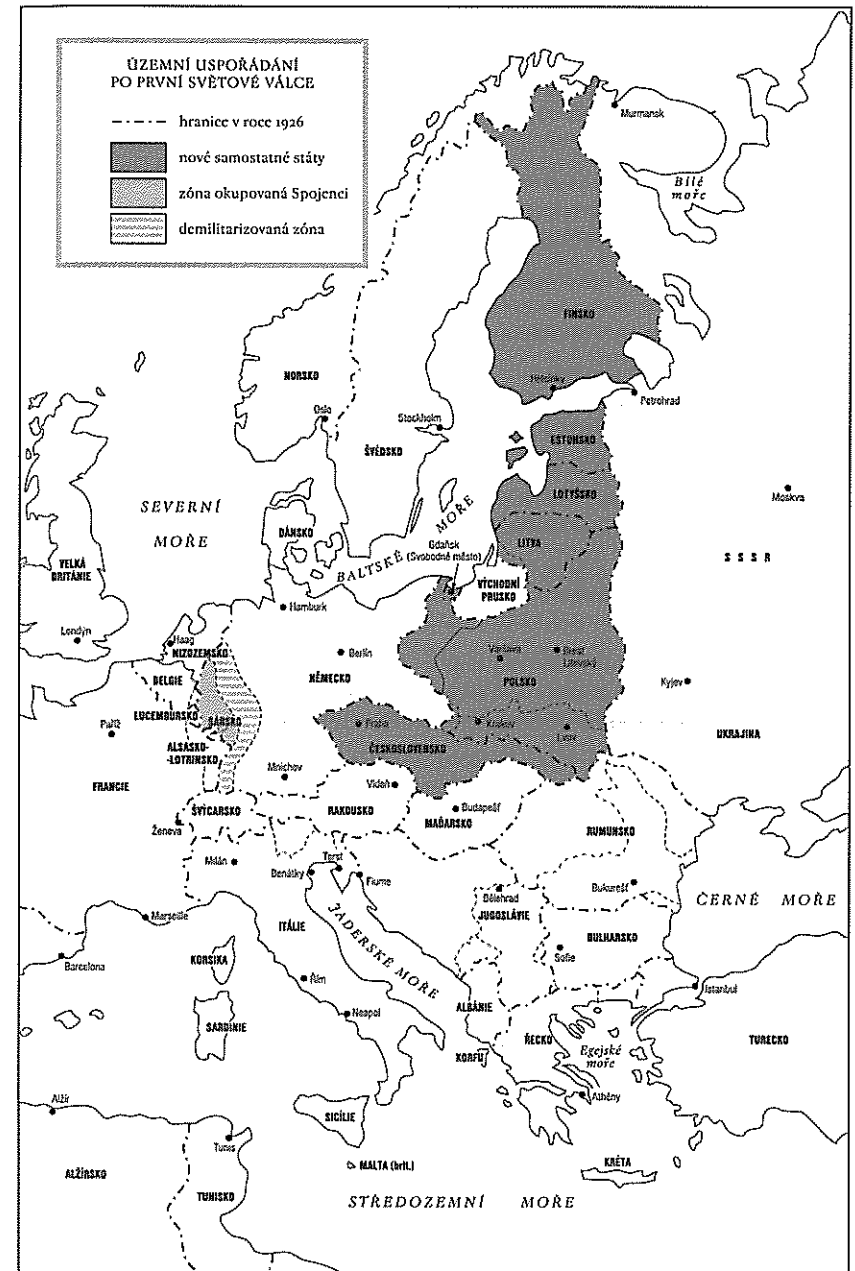 ÚZEMNÍ USPOŘÁDÁNÍ
PO PRVNÍ SVĚTOVÉ VÁLCE
hranice v roce 1926
nové samostatné státy
zóna okupovaná Spojenci
demilitarizovaná zóna
Murmansk
Bílé
moře
FINSKO
NORSKO
Helsinky
Petrohrad
Oslo
Stockholm
ESTONSKO
ŠVÉDSKO
LOTYŠSKO
Moskva
SEVERNÍ
MOŘE
DÁNSKO
BALTSKÉ MOŘE
LITVA
Gdaňsk
(Svobodné město)
VELKÁ
BRITÁNIE
VÝCHODNÍ
PRUSKO
SSSR
Hamburk
Londýn
Haag
NIZOZEMSKO
Berlín
Varšava
Brest
Litevský
NĚMECKO
POLSKO
Kyjev
BELGIE
LUCEMBURSKO
SÁRSKO
Paříž
Praha
Krakov
Lvov
UKRAJINA
ALSASKO-
-LOTRINSKO
ČESKOSLOVENSKO
Mnichov
Vídeň
FRANCIE
ŠVÝCARSKO
RAKOUSKO
Budapešť
MAĎARSKO
Ženeva
RUMUNSKO
Milán
Terst
Benátky
Fiume
Bělehrad
Bukurešť
ČERNÉ MOŘE
JUGOSLÁVIE
Marseille
ITÁLIE
JADERSKÉ MOŘE
BULHARSKO
Barcelona
KORSIKA
Sofie
Řím
Istanbul
ALBÁNIE
Neapol
SARDINIE
ŘECKO
Egejské
moře
TURECKO
KORFU
Athény
Alžír
SICÍLIE
Tunis
ALŽÍRSKO
MALTA (brit.)
KRÉTA
TUNISKO
STŘEDOZEMNÍ MOŘE